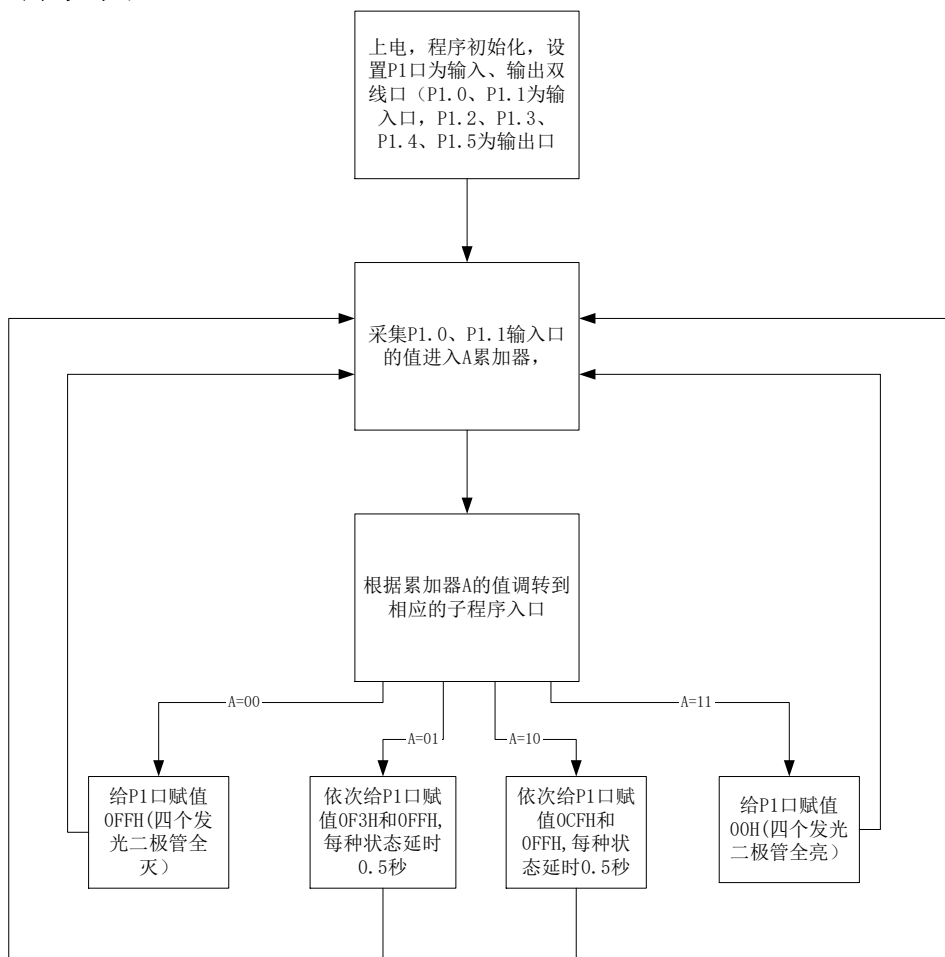 上电，程序初始化，设
置P1口为输入、输出双
线口（P1.0、P1.1为输
入口，P1.2、P1.3、
P1.4、P1.5为输出口
采集P1.0、P1.1输入口
的值进入A累加器，
根据累加器A的值调转到
相应的子程序入口
A=00
A=01
A=10
A=11
给P1口赋值
0FFH(四个发
光二极管全
灭）
依次给P1口赋
值0F3H和0FFH,
每种状态延时
0.5秒
依次给P1口赋
值0CFH和
0FFH,每种状
态延时0.5秒
给P1口赋值
00H(四个发光
二极管全亮）